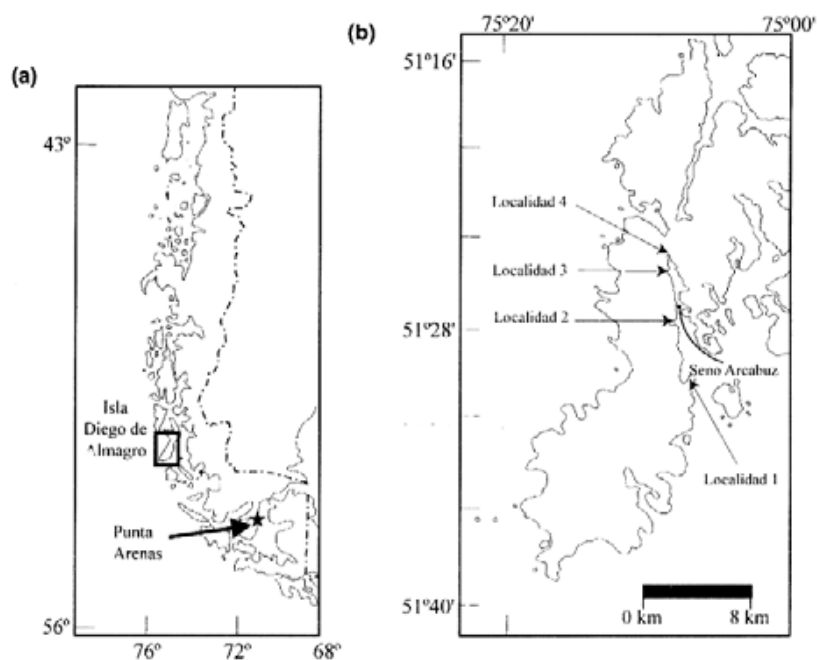 (a)
43°
Isla
Diego de
Almagro
Punta
Arenas
56°
76°
72°
68°
(b)
75°20'
75°00'
51°16'
Localidad 4
Localidad 3
Localidad 2
51°28'
Seno Arcabuz
Localidad 1
51°40'
0 km
8 km